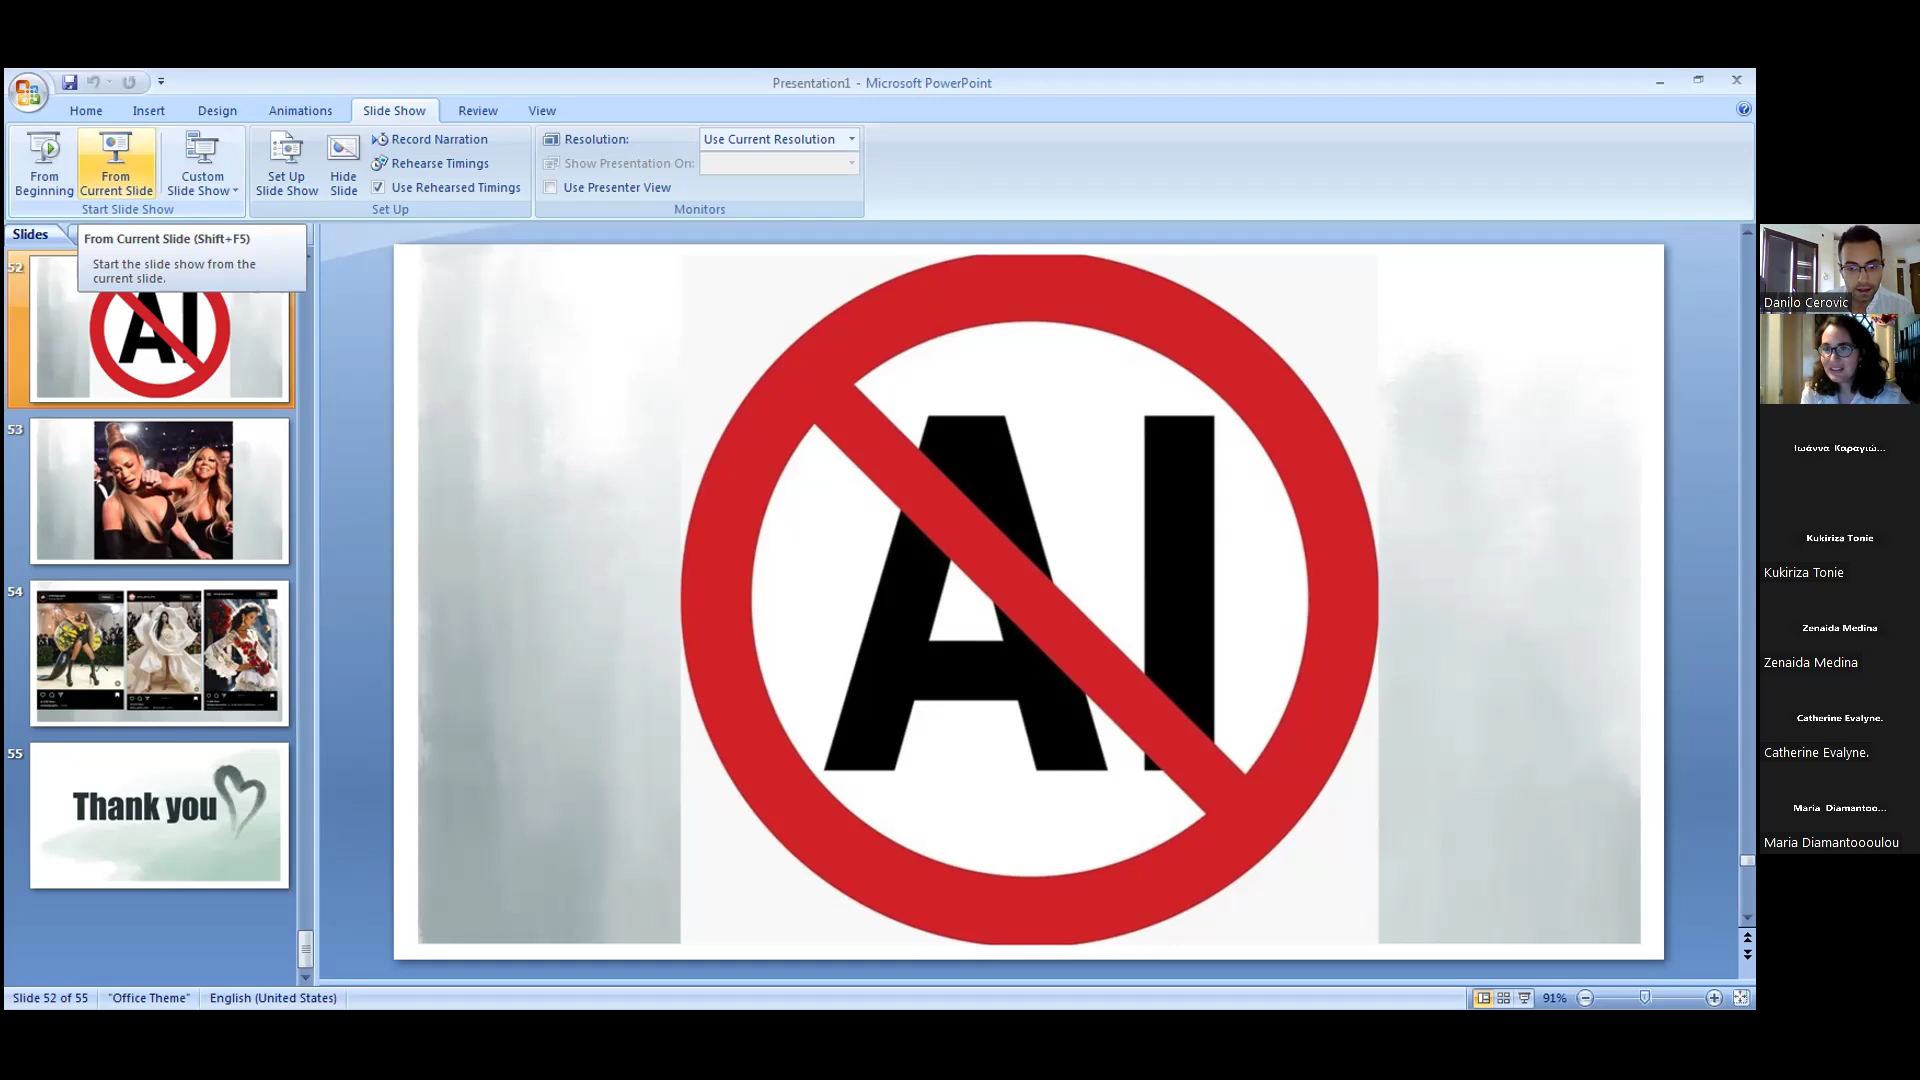 Presentation1 - Microsoft PowerPoint
Home
Insert
Design
Animations
Slide Show
Review
View
From Beginning
From Current Slide
Custom Slide Show
Start Slide Show
Set Up Slide Show
Hide Slide
Record Narration
Rehearse Timings
Use Rehearsed Timings
Set Up
Resolution:
Use Current Resolution
Show Presentation On:
Use Presenter View
Monitors
Slides
From Current Slide (Shift+F5)
Start the slide show from the
current slide.
52
AI
53
54
55
Thank you
AI
Danilo Cerovic
Ιωάννα Καραγιώ...
Kukiriza Tonie
Kukiriza Tonie
Zenaida Medina
Zenaida Medina
Catherine Evalyne.
Catherine Evalyne.
Maria Diamantoo...
Maria Diamantoooulou
Slide 52 of 55
"Office Theme"
English (United States)
91%